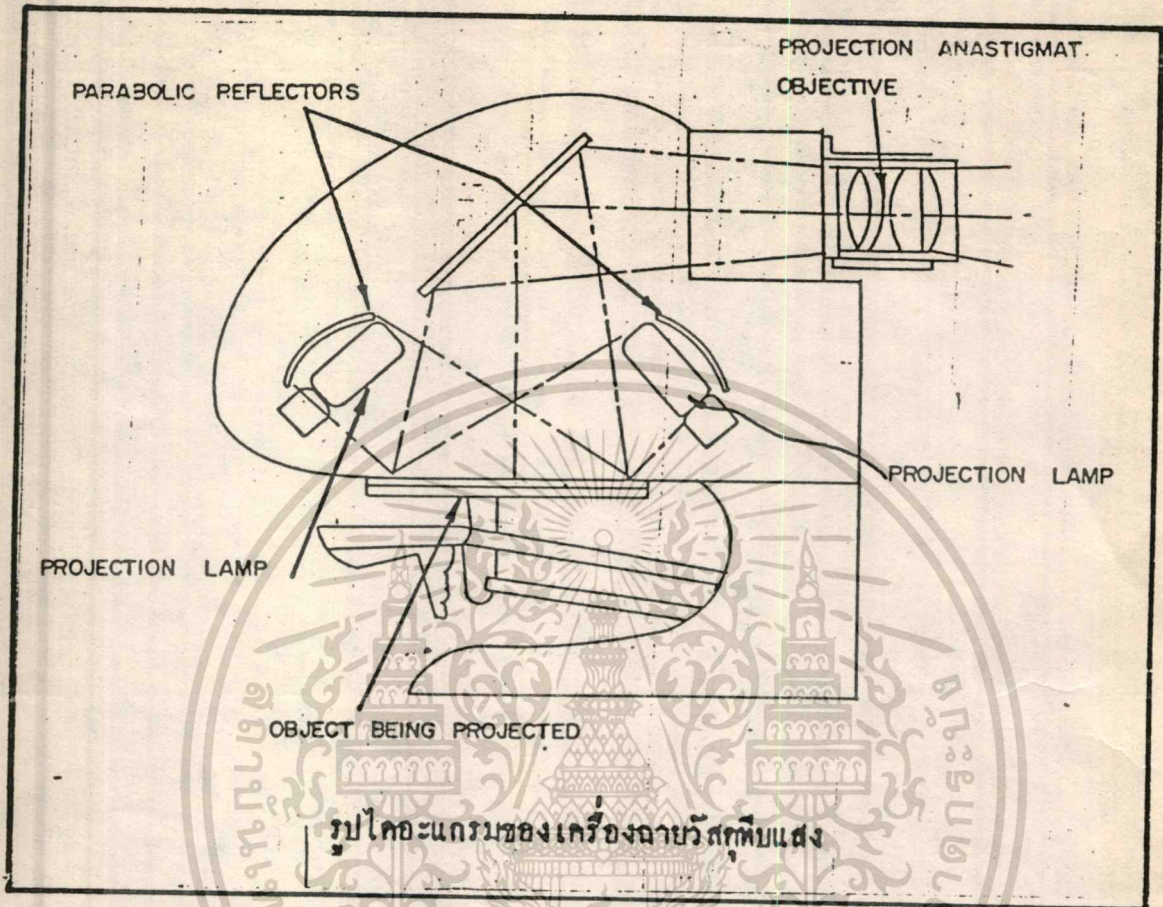 PROJECTION ANASTIGMAT
OBJECTIVE
PARABOLIC REFLECTORS
PROJECTION LAMP
PROJECTION LAMP
OBJECT BEING PROJECTED
รูปไดอะแกรมของเครื่องฉายวัสดุทึบแสง